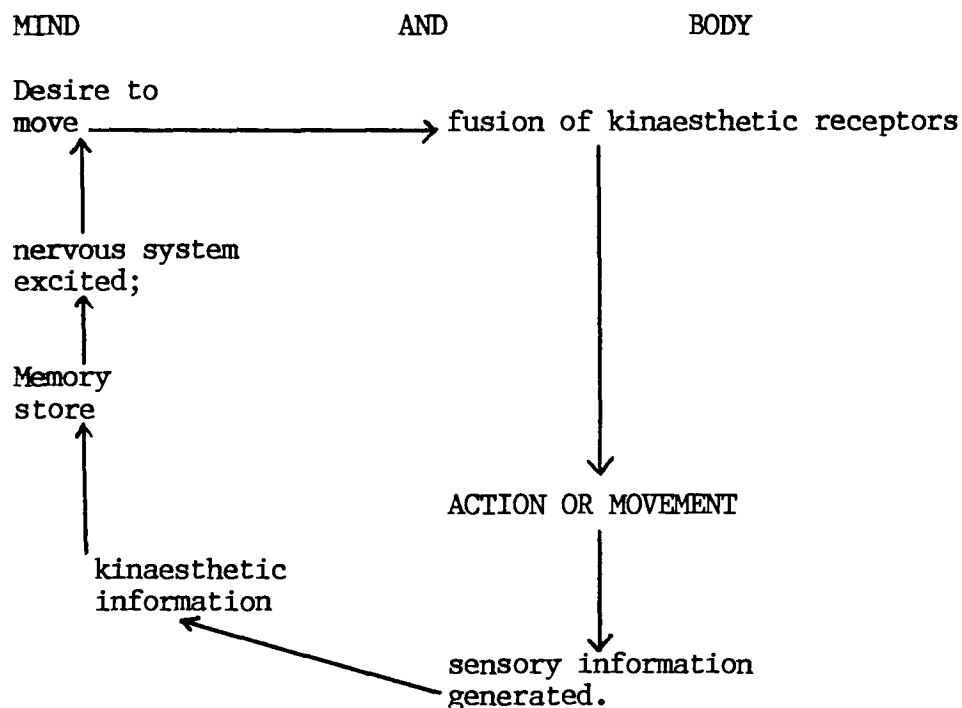 MIND AND BODY
Desire to
move
fusion of kinaesthetic receptors
nervous system
excited;
Memory
store
ACTION OR MOVEMENT
kinaesthetic
information
sensory information
generated.